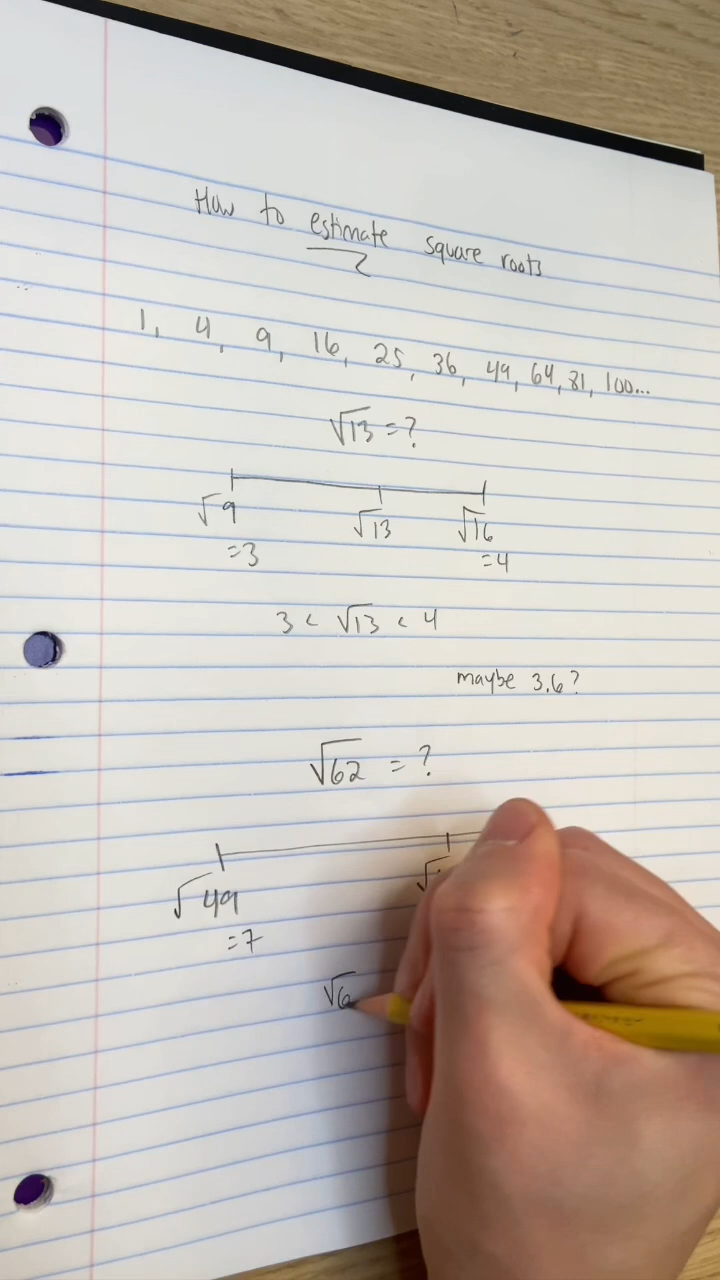 How to estimate square roots
1, 4, 9, 16, 25, 36, 49, 64, 81, 100...
√13 = ?
√9 √13 √16
=3 =4
3 < √13 < 4
maybe 3.6?
√62 = ?
√49
=7
√6